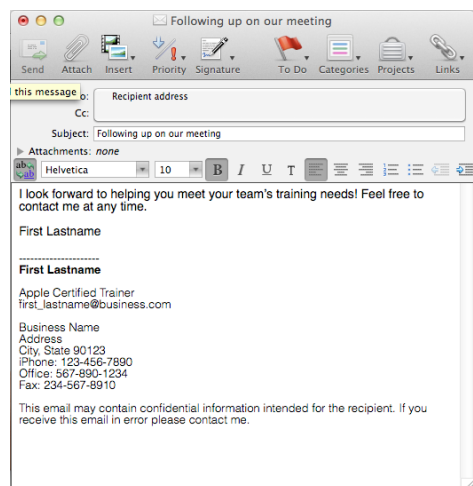 Following up on our meeting
Send Attach Insert Priority Signature To Do Categories Projects Links
this message
o: Recipient address
Cc:
Subject: Following up on our meeting
Attachments: none
Helvetica 10 B I U T
I look forward to helping you meet your team's training needs! Feel free to
contact me at any time.
First Lastname
---------------------
First Lastname
Apple Certified Trainer
first_lastname@business.com
Business Name
Address
City, State 90123
iPhone: 123-456-7890
Office: 567-890-1234
Fax: 234-567-8910
This email may contain confidential information intended for the recipient. If you
receive this email in error please contact me.